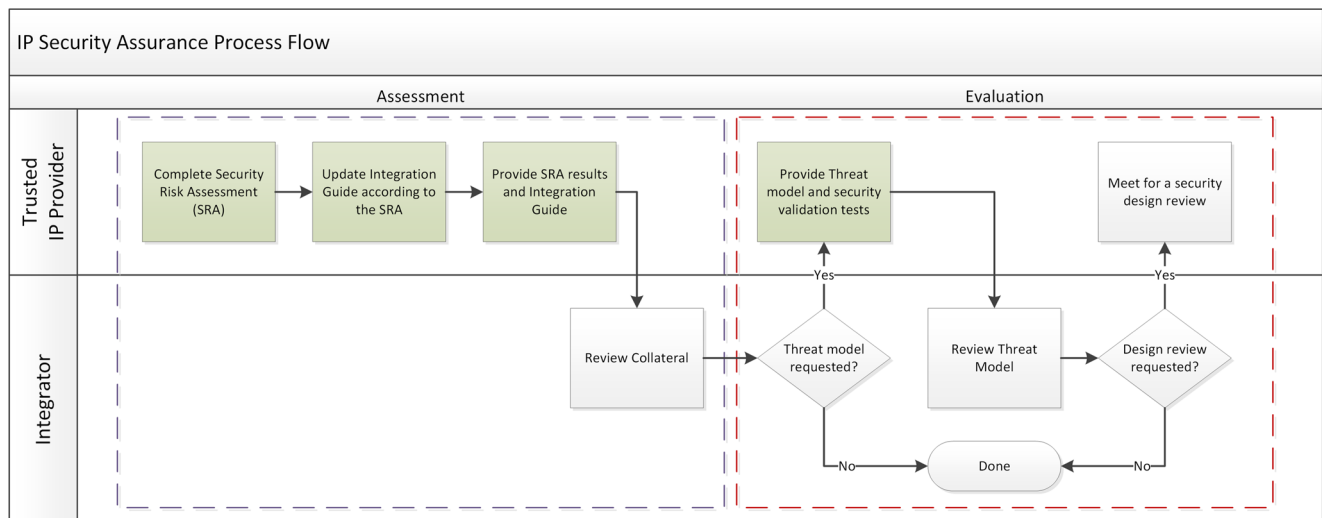 IP Security Assurance Process Flow
Assessment
Evaluation
Trusted
IP Provider
Complete Security
Risk Assessment
(SRA)
Update Integration
Guide according to
the SRA
Provide SRA results
and Integration
Guide
Provide Threat
model and security
validation tests
Meet for a security
design review
Yes
Yes
Integrator
Review Collateral
Threat model
requested?
Review Threat
Model
Design review
requested?
No
Done
No